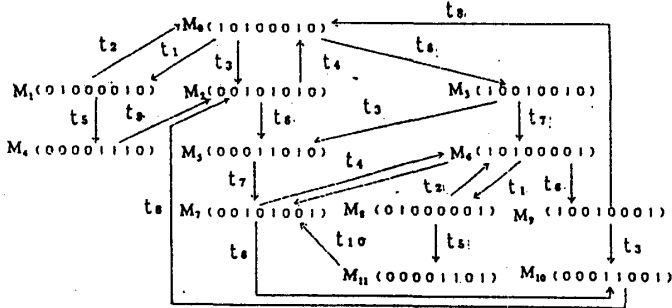 t₈
M₀(10100010)
t₂ t₁ t₃ t₄ t₆
M₁(01000010) M₂(00101010) M₃(10010010)
t₅ t₉ t₆ t₃ t₇
M₄(00001110) M₅(00011010) M₆(10100001)
t₈ t₇ t₄ t₂ t₁ t₆
M₇(00101001) M₈(01000001) M₉(10010001)
t₆ t₁₀ t₅ t₃
M₁₁(00001101) M₁₀(00011001)